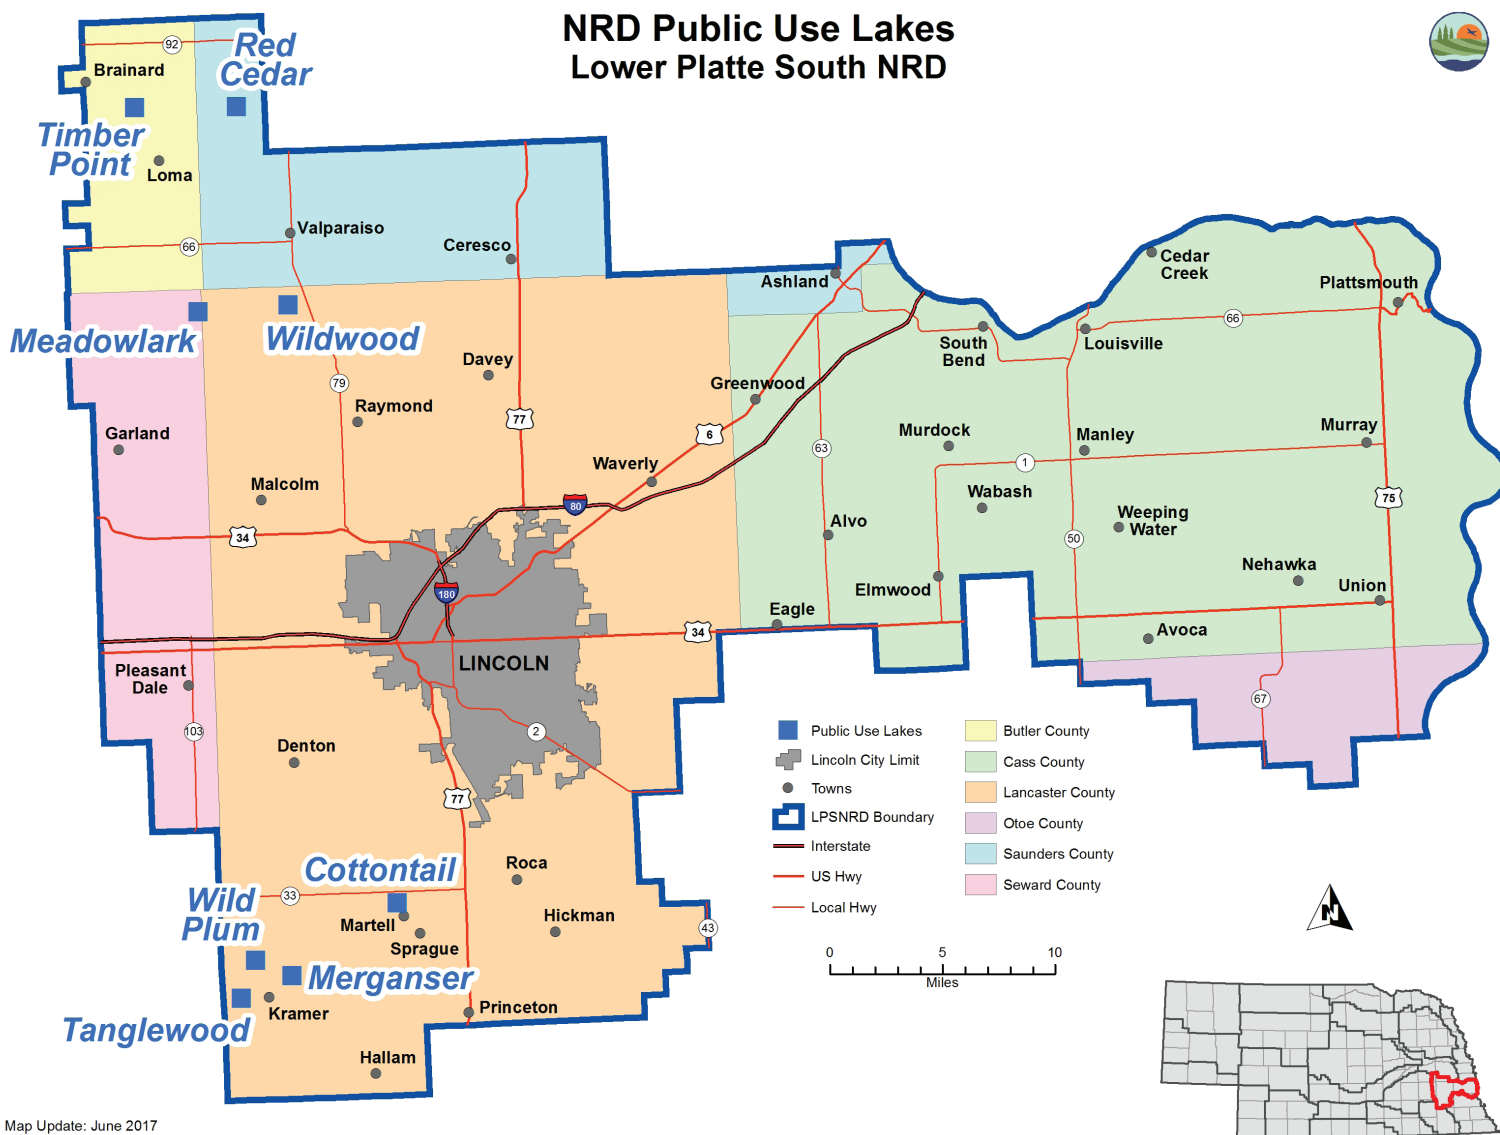 NRD Public Use Lakes
Lower Platte South NRD
Red
Cedar
92
Brainard
Timber
Point
Loma
Valparaiso
66
Ceresco
Ashland
Cedar
Creek
Plattsmouth
66
Meadowlark
Wildwood
South
Bend
Louisville
Davey
79
Raymond
77
Greenwood
6
Garland
63
Murdock
Manley
Murray
1
Waverly
Malcolm
80
Wabash
75
34
Alvo
Weeping
Water
50
180
Elmwood
Nehawka
Union
Eagle
34
Avoca
Pleasant
Dale
LINCOLN
67
103
2
Denton
77
Public Use Lakes
Lincoln City Limit
Towns
LPSNRD Boundary
Interstate
US Hwy
Local Hwy
Butler County
Cass County
Lancaster County
Otoe County
Saunders County
Seward County
Cottontail
Roca
Wild
Plum
33
Martell
Sprague
Hickman
43
Merganser
Kramer
Princeton
Tanglewood
Hallam
0 5 10
Miles
N
Map Update: June 2017